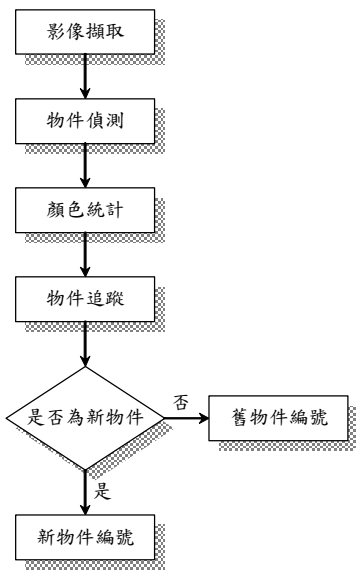 影像擷取
物件偵測
顏色統計
物件追蹤
是否為新物件
否
舊物件編號
是
新物件編號